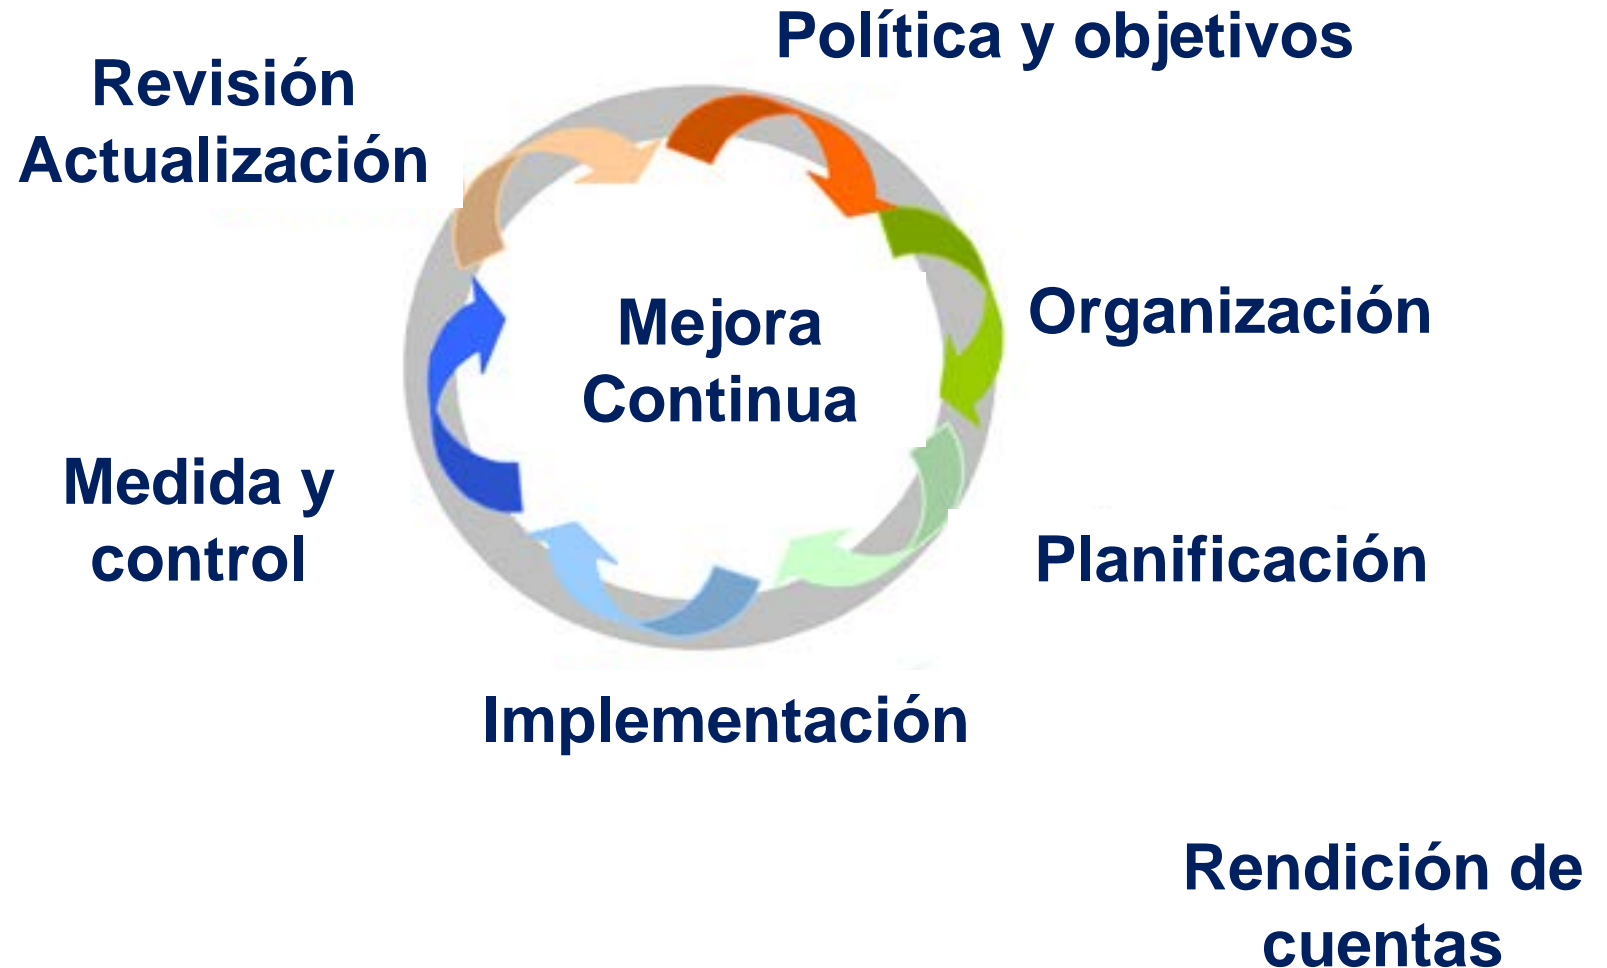 Política y objetivos
Revisión
Actualización
Organización
Mejora
Continua
Medida y
control
Planificación
Implementación
Rendición de
cuentas